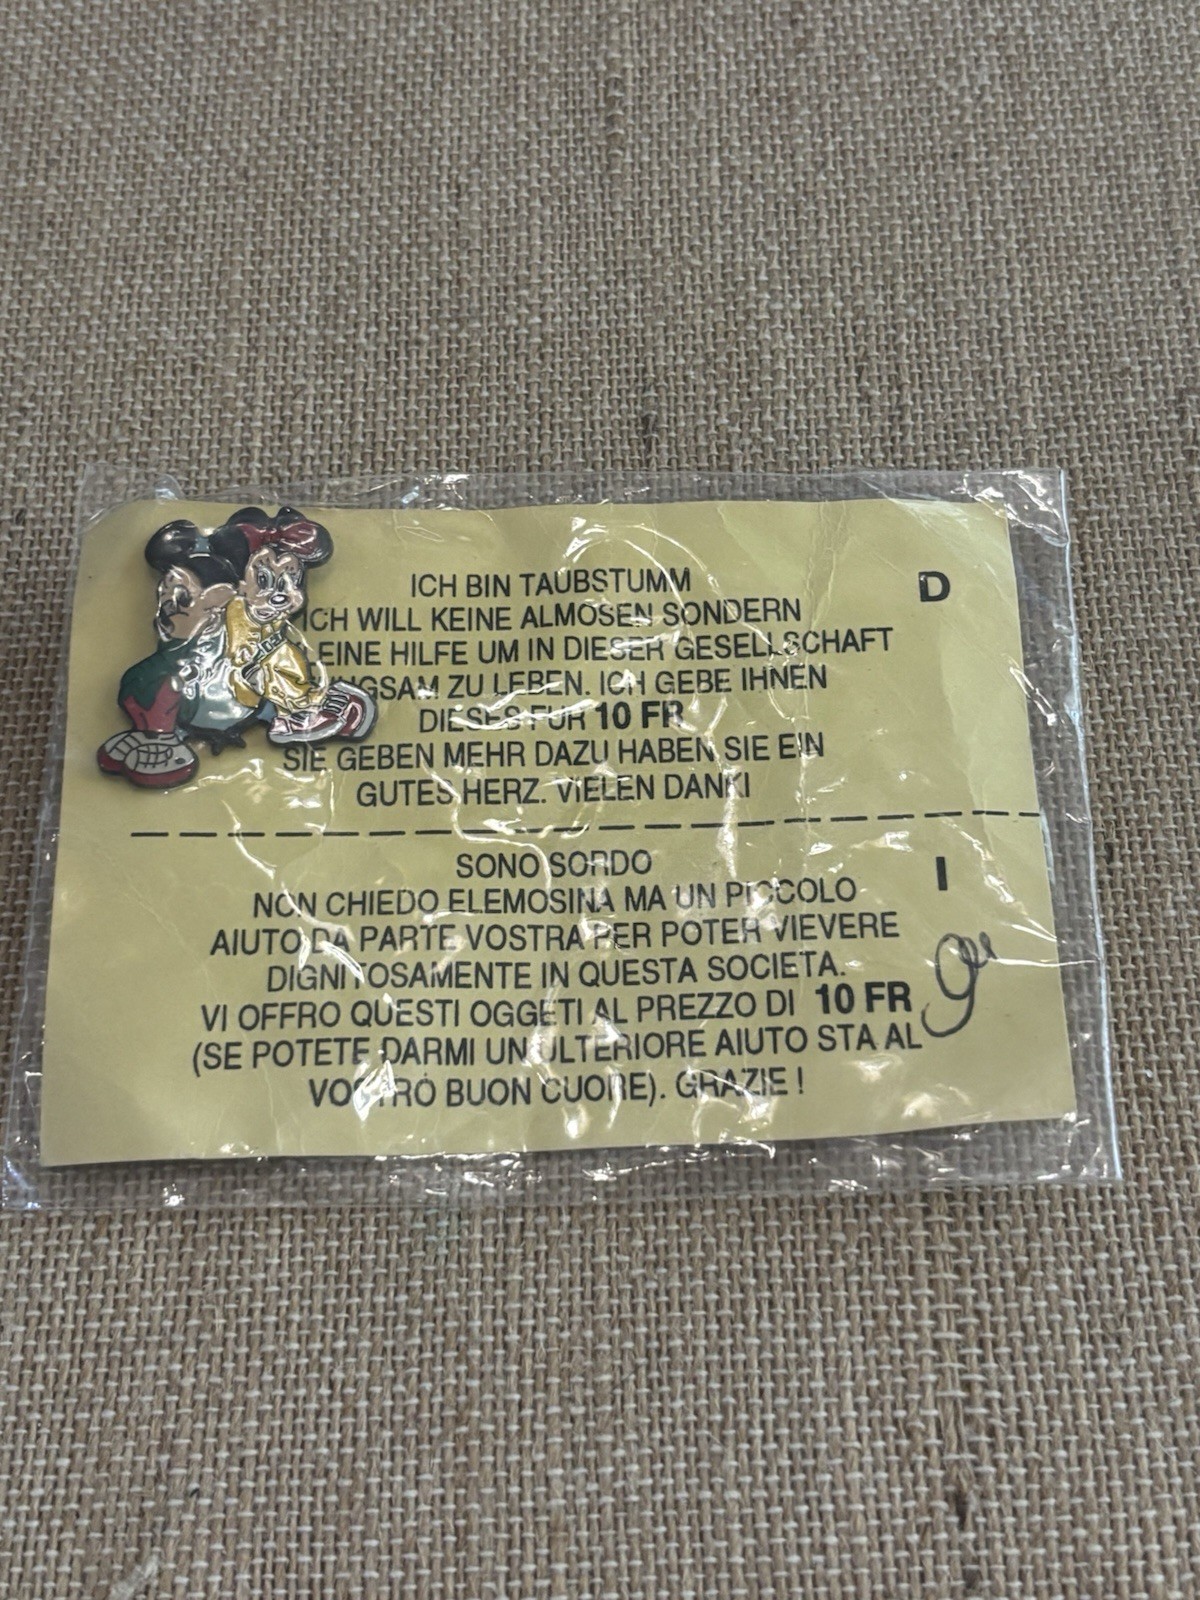 ICH BIN TAUBSTUMM
D
ICH WILL KEINE ALMOSEN SONDERN
EINE HILFE UM IN DIESER GESELLSCHAFT
ZU LEBEN. ICH GEBE IHNEN
DIESES FUR 10 FR
SIE GEBEN MEHR DAZU HABEN SIE EIN
GUTES HERZ. VIELEN DANK!
SONO SORDO
I
NON CHIEDO ELEMOSINA MA UN PICCOLO
AIUTO DA PARTE VOSTRA PER POTER VIEVERE
DIGNITOSAMENTE IN QUESTA SOCIETA.
VI OFFRO QUESTI OGGETI AL PREZZO DI 10 FR
(SE POTETE DARMI UN ULTERIORE AIUTO STA AL
VOSTRO BUON CUORE). GRAZIE !